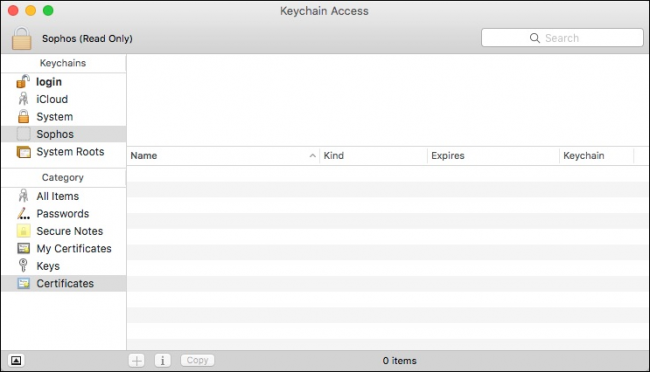 Keychain Access
Sophos (Read Only)
Search
Keychains
login
iCloud
System
Sophos
System Roots
Name Kind Expires Keychain
Category
All Items
Passwords
Secure Notes
My Certificates
Keys
Certificates
Copy
0 items